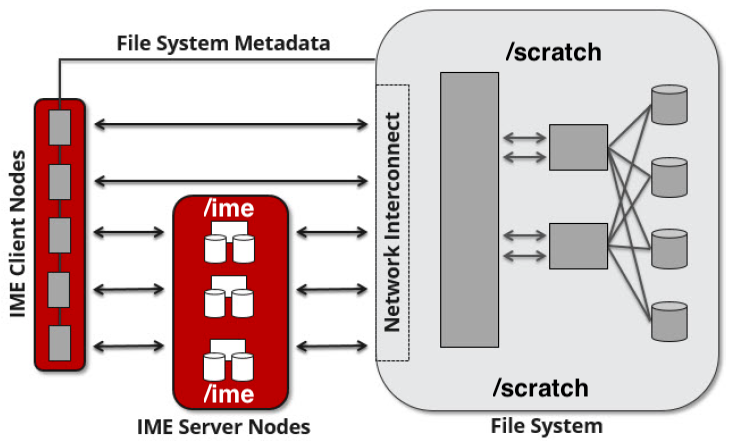 File System Metadata
/scratch
IME Client Nodes
/ime
Network Interconnect
/ime
/scratch
IME Server Nodes
File System